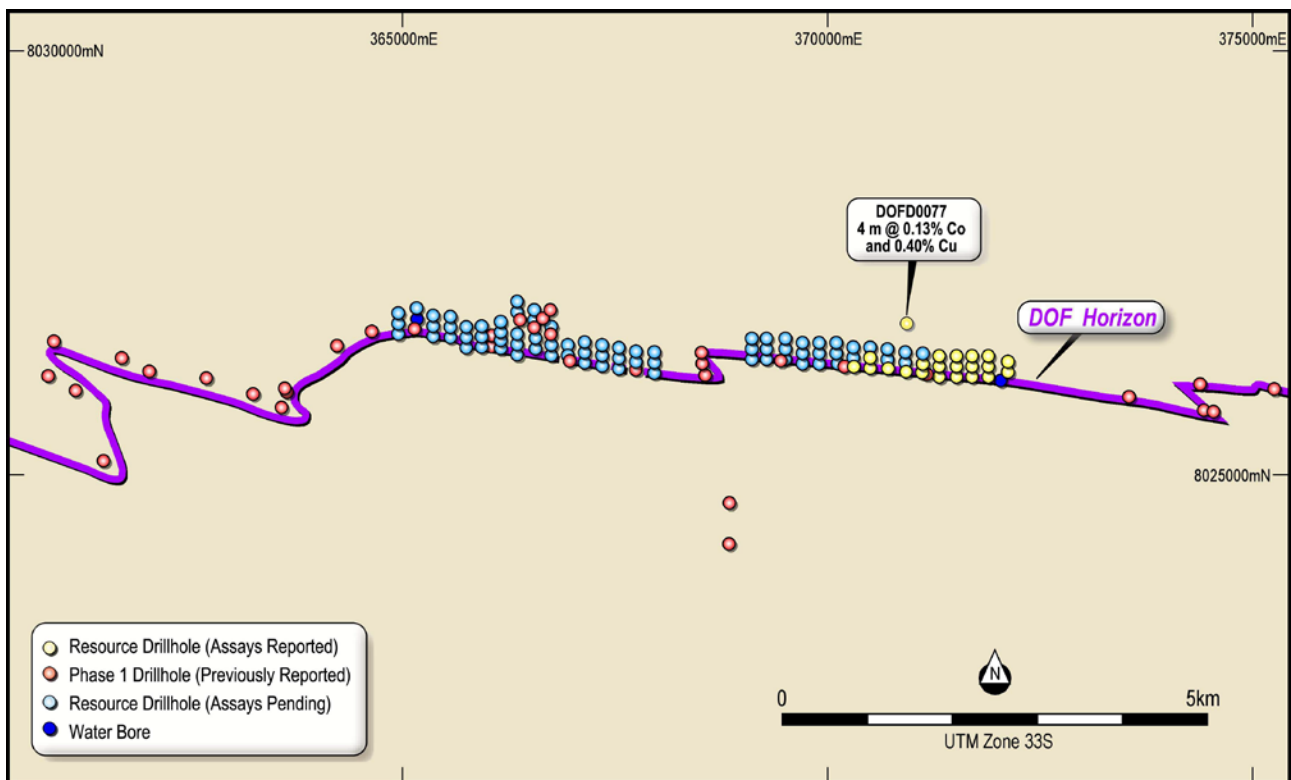 365000mE
370000mE
375000mE
8030000mN
DOFD0077
4 m @ 0.13% Co
and 0.40% Cu
DOF Horizon
8025000mN
Resource Drillhole (Assays Reported)
Phase 1 Drillhole (Previously Reported)
Resource Drillhole (Assays Pending)
Water Bore
N
0
5km
UTM Zone 33S